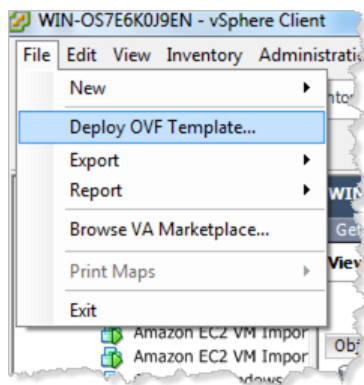 WIN-OS7E6K0J9EN - vSphere Client
File Edit View Inventory
New
Deploy OVF Template...
Export
Report
Browse VA Marketplace...
Print Maps
Exit
WIN
Get
View
Amazon EC2 VM Impor
Obj
Amazon EC2 VM Impor